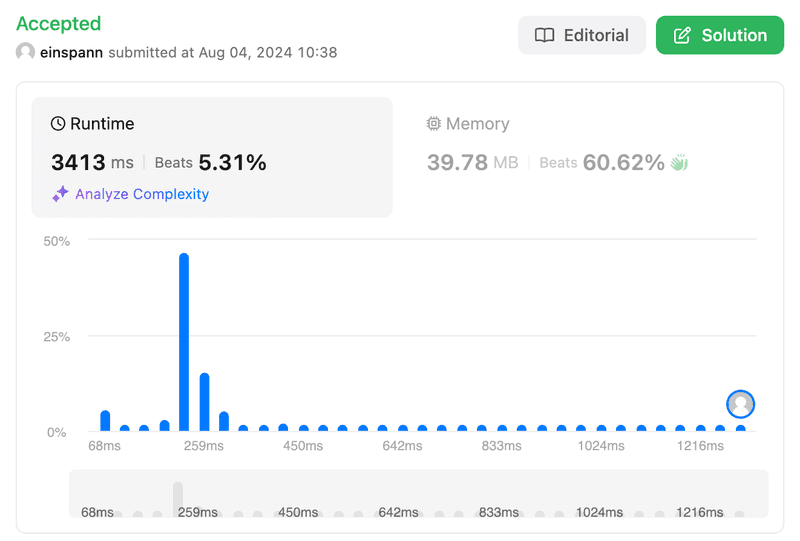 Accepted
einspann submitted at Aug 04, 2024 10:38
Editorial
Solution
Runtime
3413 ms | Beats 5.31%
Analyze Complexity
Memory
39.78 MB | Beats 60.62%
50%
25%
0%
68ms 259ms 450ms 642ms 833ms 1024ms 1216ms
68ms 259ms 450ms 642ms 833ms 1024ms 1216ms